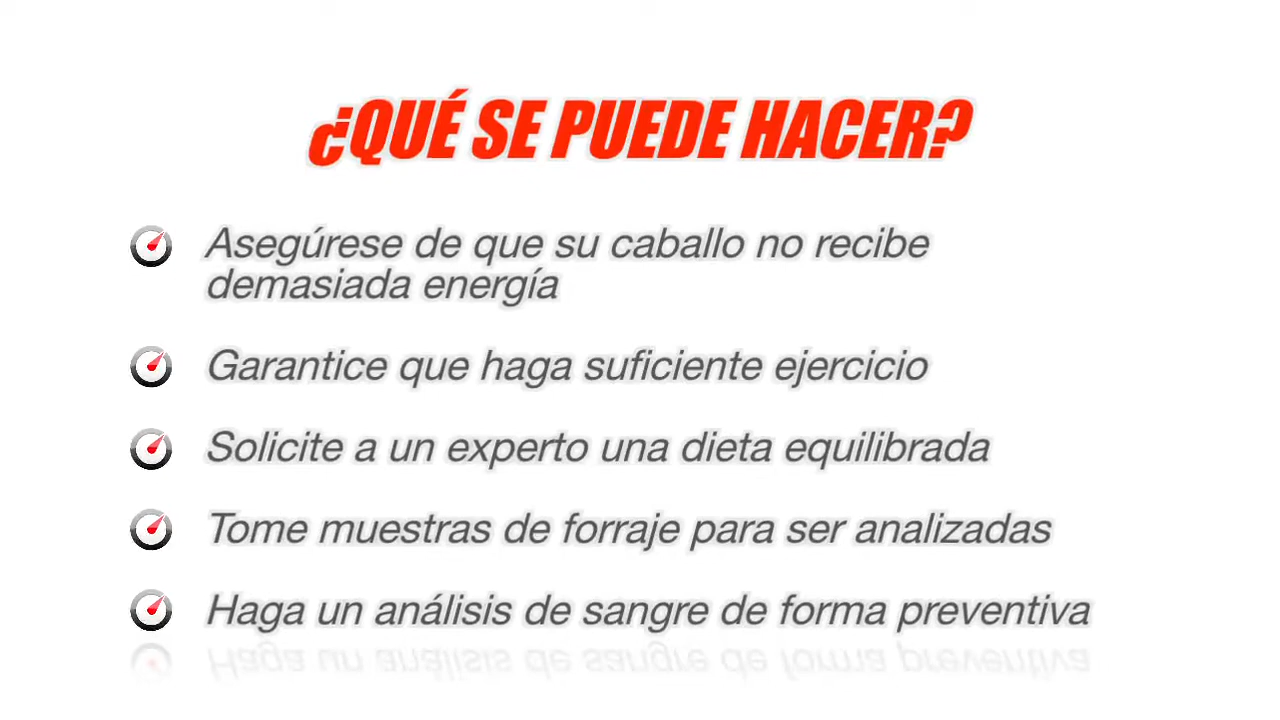 ¿QUÉ SE PUEDE HACER?
Asegúrese de que su caballo no recibe
demasiada energía
Garantice que haga suficiente ejercicio
Solicite a un experto una dieta equilibrada
Tome muestras de forraje para ser analizadas
Haga un análisis de sangre de forma preventiva